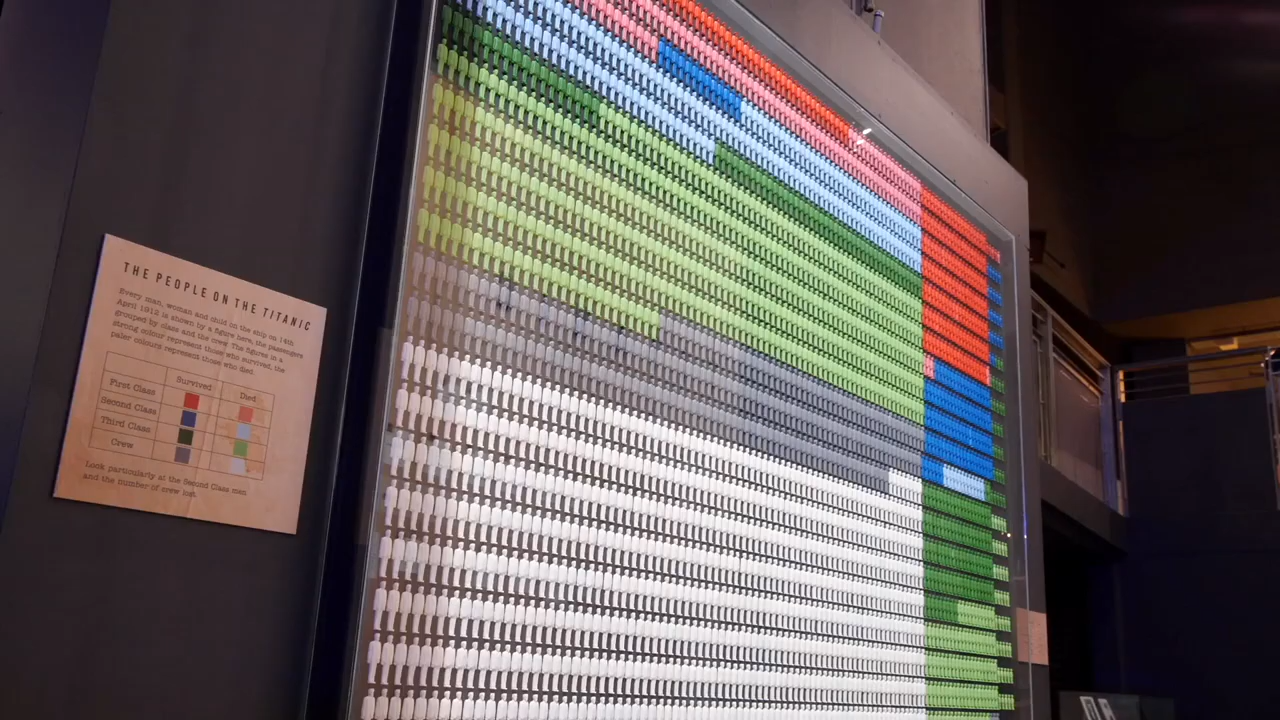 THE PEOPLE ON THE TITANIC
Every man, woman and child on the ship on 14th
April 1912 is shown by a figure here, the passengers
grouped by class and the crew. The figures in a
strong colour represent those who survived, the
paler colours represent those who died.
Survived Died
First Class
Second Class
Third Class
Crew
Look particularly at the Second Class men
and the number of crew lost.